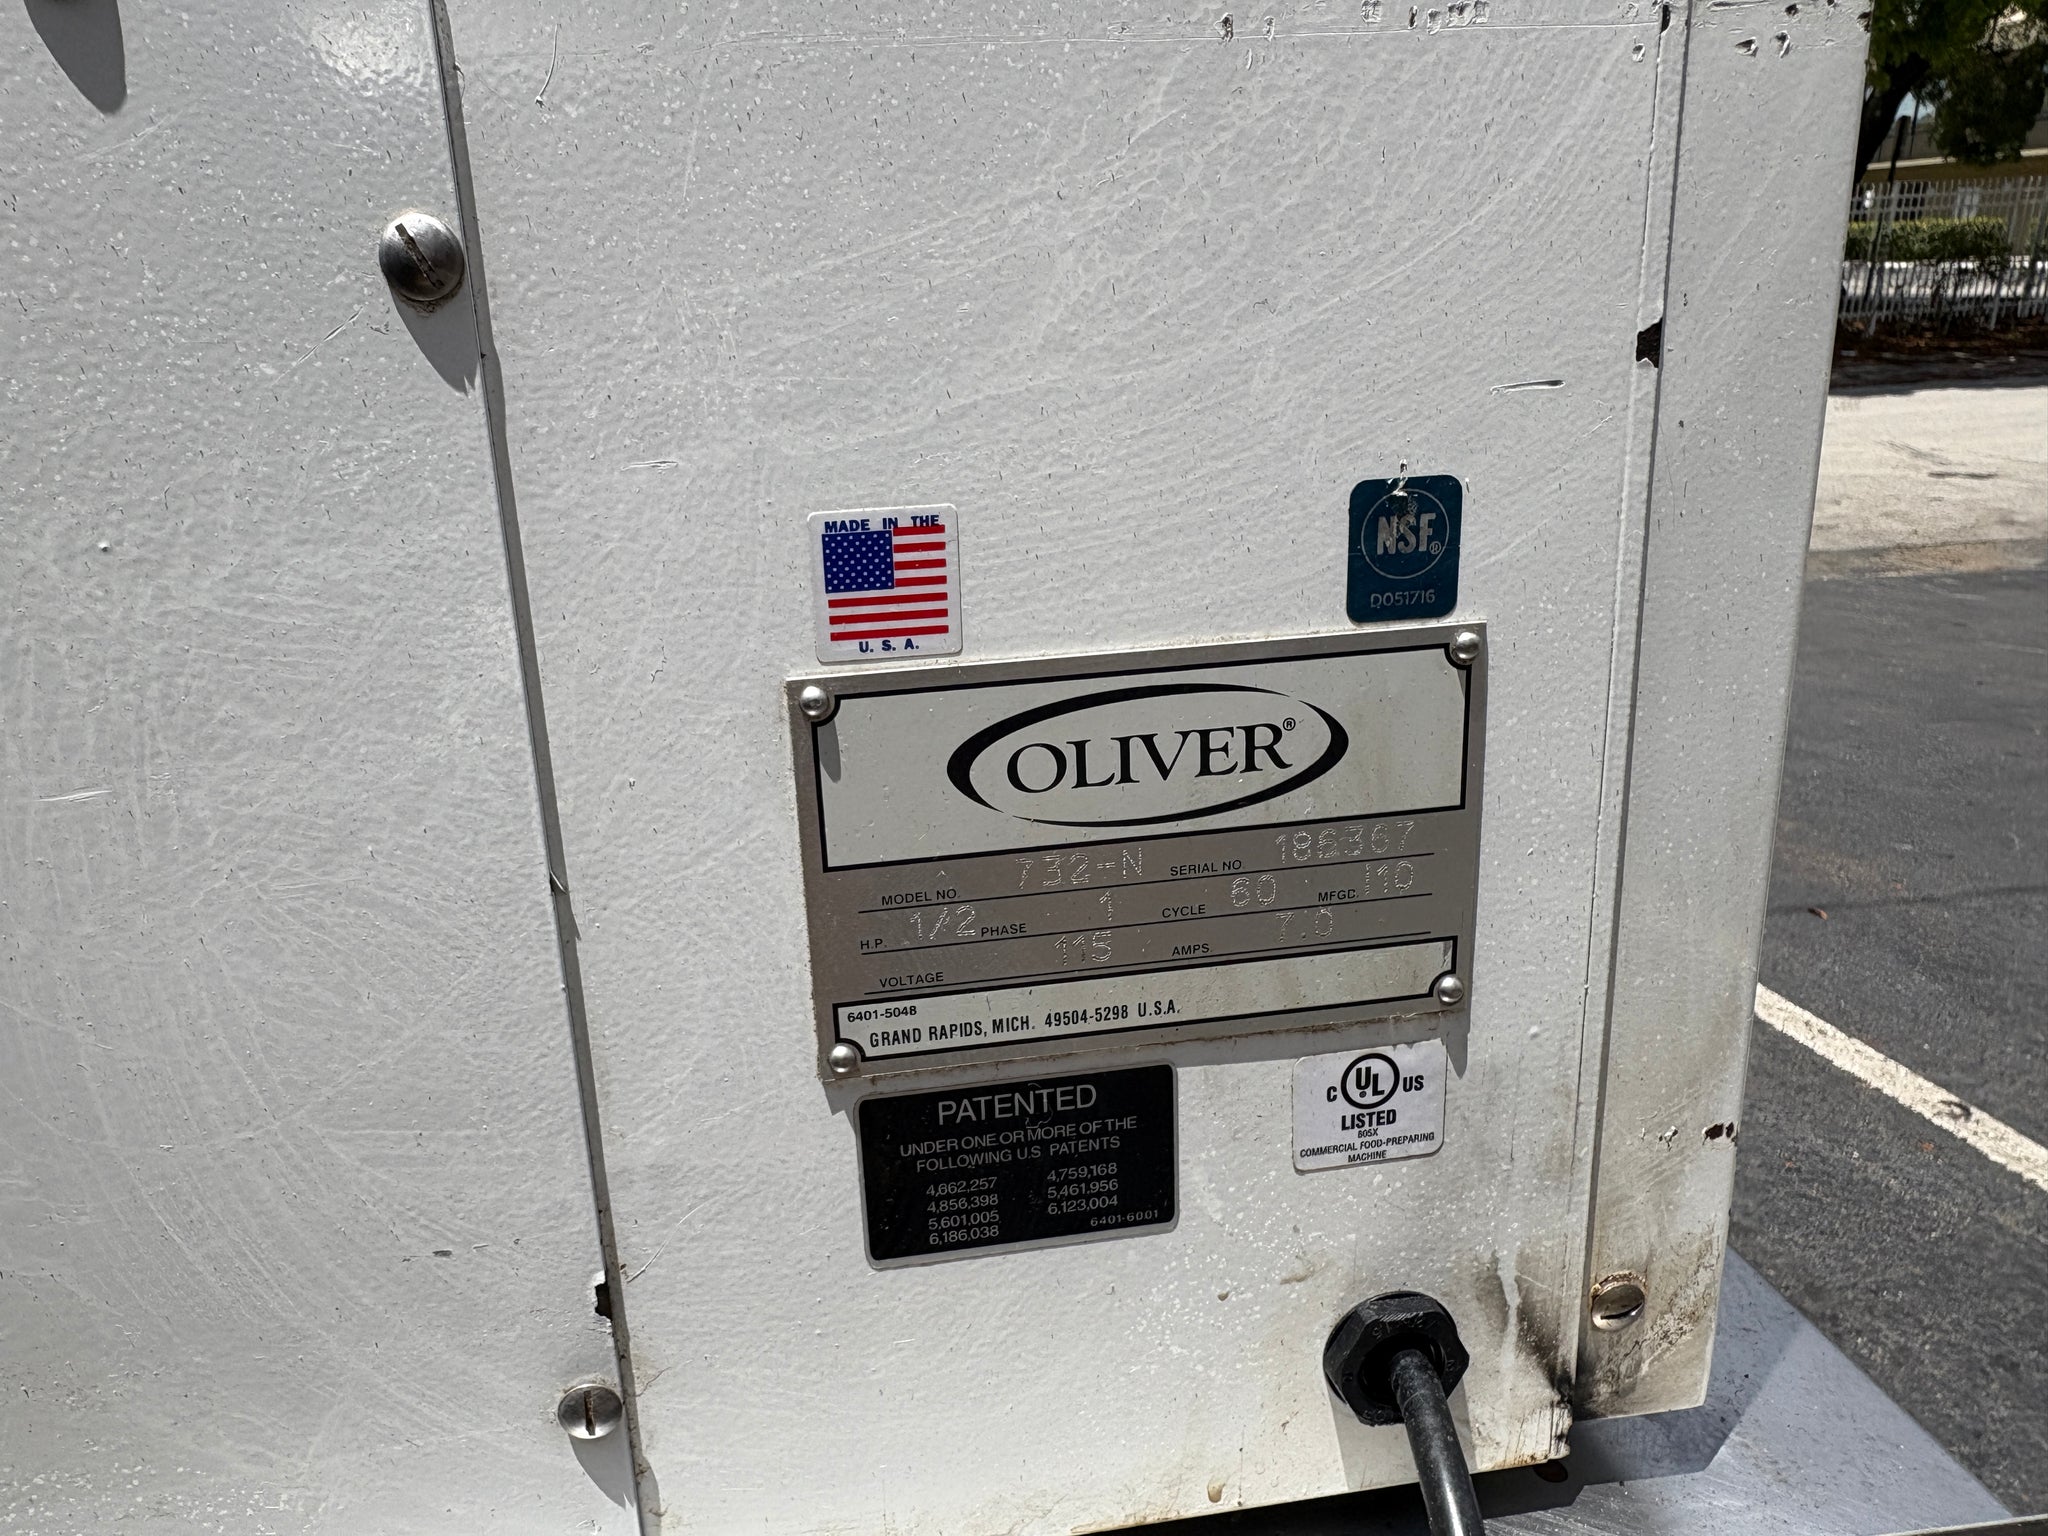 MADE IN THE
U. S. A.
NSF®
D051716
OLIVER®
MODEL NO. 732-N SERIAL NO. 186367
H.P. 1/2 PHASE 1 CYCLE 60 MFGD. 110
VOLTAGE 115 AMPS. 7.0
6401-5048
GRAND RAPIDS, MICH. 49504-5298 U.S.A.
PATENTED
UNDER ONE OR MORE OF THE
FOLLOWING U.S PATENTS
4,662,257 4,759,168
4,856,398 5,461,956
5,601,005 6,123,004
6,186,038 6401-6001
C UL US
LISTED
605X
COMMERCIAL FOOD-PREPARING
MACHINE